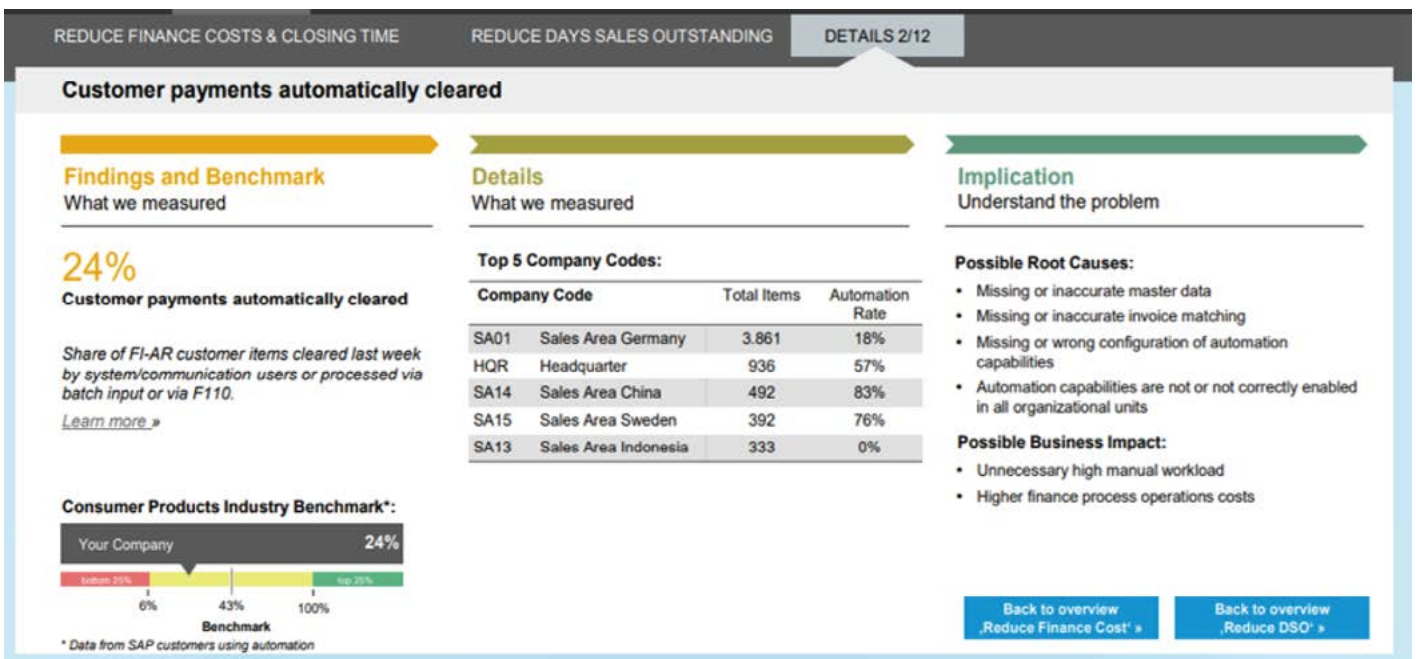 REDUCE FINANCE COSTS & CLOSING TIME
REDUCE DAYS SALES OUTSTANDING
DETAILS 2/12
Customer payments automatically cleared
Findings and Benchmark
What we measured
24%
Customer payments automatically cleared
Share of FI-AR customer items cleared last week
by system/communication users or processed via
batch input or via F110.
Learn more »
Consumer Products Industry Benchmark*:
Your Company 24%
bottom 25% top 25%
6% 43% 100%
Benchmark
* Data from SAP customers using automation
Details
What we measured
Top 5 Company Codes:
Company Code Total Items Automation
Rate
SA01 Sales Area Germany 3.861 18%
HQR Headquarter 936 57%
SA14 Sales Area China 492 83%
SA15 Sales Area Sweden 392 76%
SA13 Sales Area Indonesia 333 0%
Implication
Understand the problem
Possible Root Causes:
• Missing or inaccurate master data
• Missing or inaccurate invoice matching
• Missing or wrong configuration of automation
capabilities
• Automation capabilities are not or not correctly enabled
in all organizational units
Possible Business Impact:
• Unnecessary high manual workload
• Higher finance process operations costs
Back to overview
‚Reduce Finance Cost‘ »
Back to overview
‚Reduce DSO‘ »